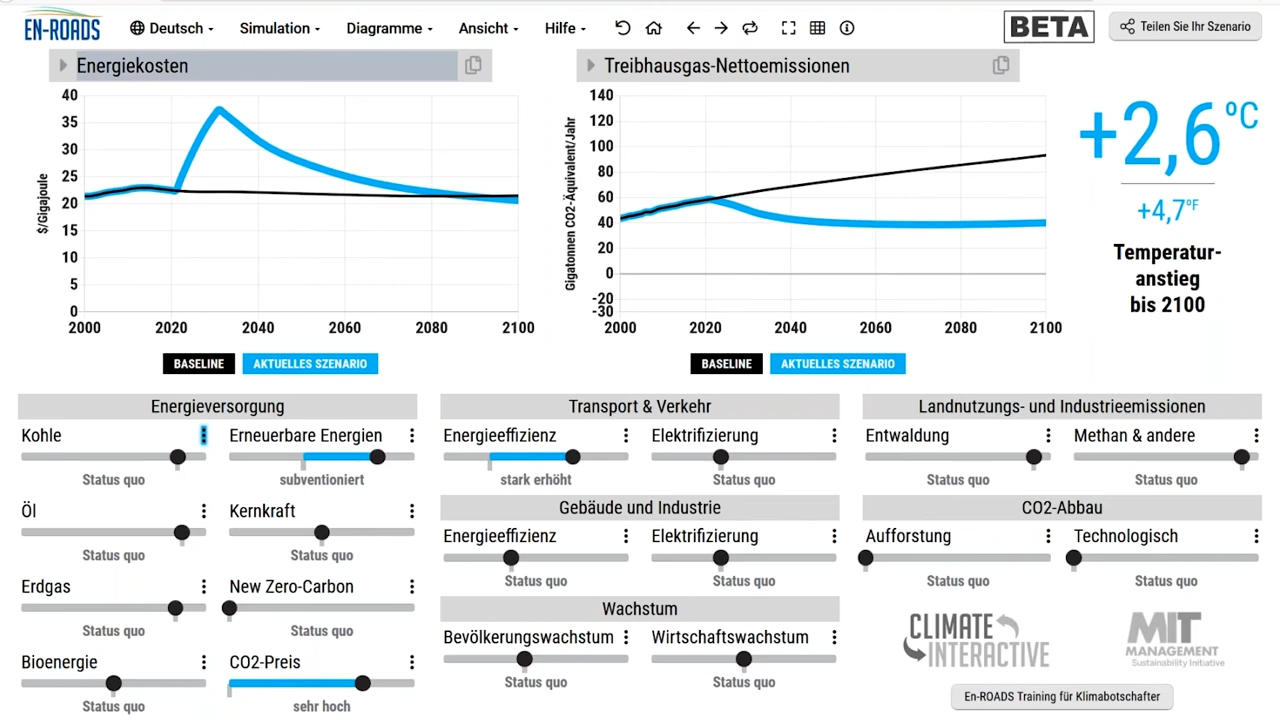 EN-ROADS
Deutsch
Simulation
Diagramme
Ansicht
Hilfe
BETA
Teilen Sie Ihr Szenario
Energiekosten
Treibhausgas-Nettoemissionen
$/Gigajoule
40
35
30
25
20
15
10
5
0
2000
2020
2040
2060
2080
2100
BASELINE
AKTUELLES SZENARIO
Gigatonnen CO2-Äquivalent/Jahr
140
120
100
80
60
40
20
0
-20
-30
2000
2020
2040
2060
2080
2100
BASELINE
AKTUELLES SZENARIO
+2,6 °C
+4,7 °F
Temperatur-
anstieg
bis 2100
Energieversorgung
Kohle
Status quo
Erneuerbare Energien
subventioniert
Öl
Status quo
Kernkraft
Status quo
Erdgas
Status quo
New Zero-Carbon
Status quo
Bioenergie
Status quo
CO2-Preis
sehr hoch
Transport & Verkehr
Energieeffizienz
stark erhöht
Elektrifizierung
Status quo
Gebäude und Industrie
Energieeffizienz
Status quo
Elektrifizierung
Status quo
Wachstum
Bevölkerungswachstum
Status quo
Wirtschaftswachstum
Status quo
Landnutzungs- und Industrieemissionen
Entwaldung
Status quo
Methan & andere
Status quo
CO2-Abbau
Aufforstung
Status quo
Technologisch
Status quo
CLIMATE
INTERACTIVE
MIT
MANAGEMENT
Sustainability Initiative
En-ROADS Training für Klimabotschafter